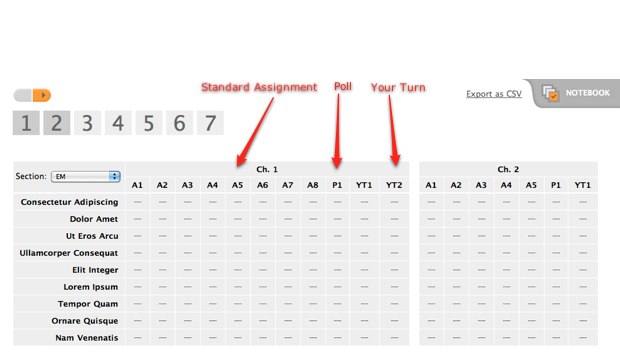 Standard Assignment Poll Your Turn
Export as CSV NOTEBOOK
1 2 3 4 5 6 7
Ch. 1 Ch. 2
Section: EM
A1 A2 A3 A4 A5 A6 A7 A8 P1 YT1 YT2 A1 A2 A3 A4 A5 P1 YT1
Consectetur Adipiscing --- --- --- --- --- --- --- --- --- --- --- --- --- --- --- --- --- ---
Dolor Amet --- --- --- --- --- --- --- --- --- --- --- --- --- --- --- --- --- ---
Ut Eros Arcu --- --- --- --- --- --- --- --- --- --- --- --- --- --- --- --- --- ---
Ullamcorper Consequat --- --- --- --- --- --- --- --- --- --- --- --- --- --- --- --- --- ---
Elit Integer --- --- --- --- --- --- --- --- --- --- --- --- --- --- --- --- --- ---
Lorem Ipsum --- --- --- --- --- --- --- --- --- --- --- --- --- --- --- --- --- ---
Tempor Quam --- --- --- --- --- --- --- --- --- --- --- --- --- --- --- --- --- ---
Ornare Quisque --- --- --- --- --- --- --- --- --- --- --- --- --- --- --- --- --- ---
Nam Venenatis --- --- --- --- --- --- --- --- --- --- --- --- --- --- --- --- --- ---